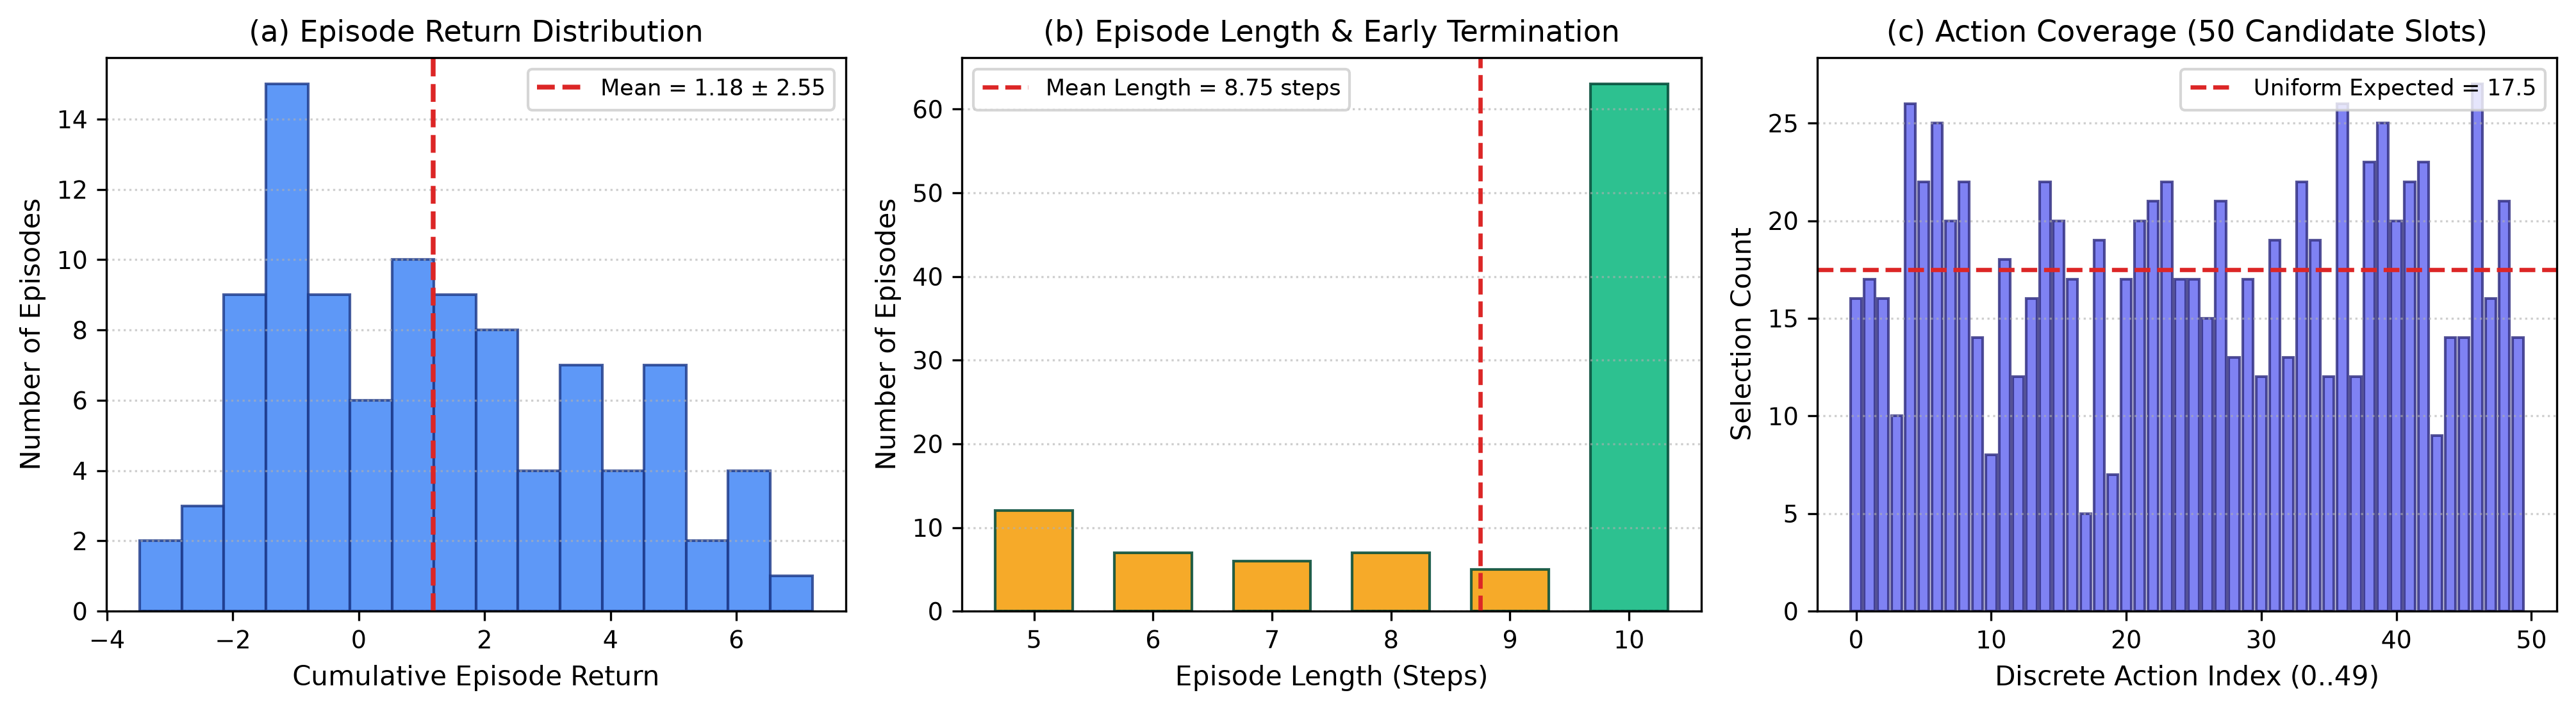 (a) Episode Return Distribution
Mean = 1.18 ± 2.55
Number of Episodes
14
12
10
8
6
4
2
0
−4 −2 0 2 4 6
Cumulative Episode Return
(b) Episode Length & Early Termination
Mean Length = 8.75 steps
Number of Episodes
60
50
40
30
20
10
0
5 6 7 8 9 10
Episode Length (Steps)
(c) Action Coverage (50 Candidate Slots)
Uniform Expected = 17.5
Selection Count
25
20
15
10
5
0
0 10 20 30 40 50
Discrete Action Index (0..49)